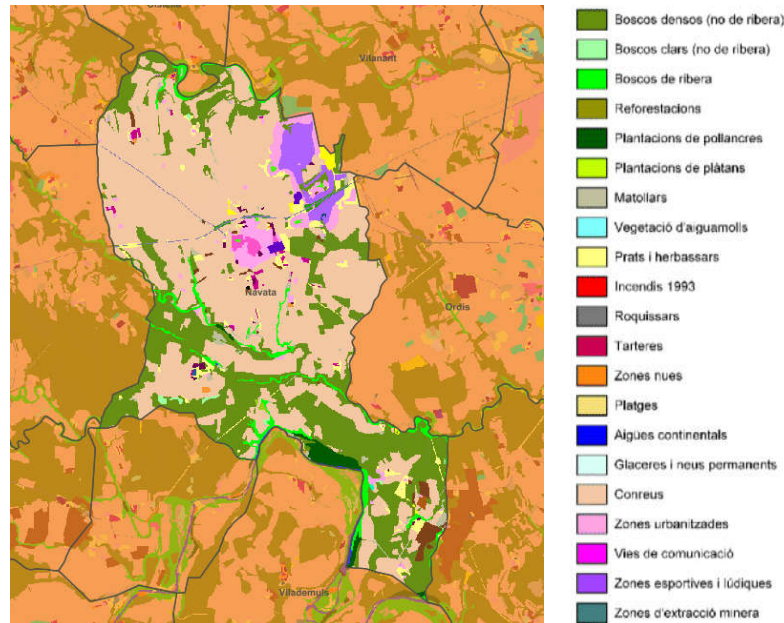 Vilanant
Navata
Ordis
Vilademuls
Boscos densos (no de ribera)
Boscos clars (no de ribera)
Boscos de ribera
Reforestacions
Plantacions de pollancres
Plantacions de plàtans
Matollars
Vegetació d'aiguamolls
Prats i herbassars
Incendis 1993
Roquissars
Tarteres
Zones nues
Platges
Aigües continentals
Glaceres i neus permanents
Conreus
Zones urbanitzades
Vies de comunicació
Zones esportives i lúdiques
Zones d'extracció minera